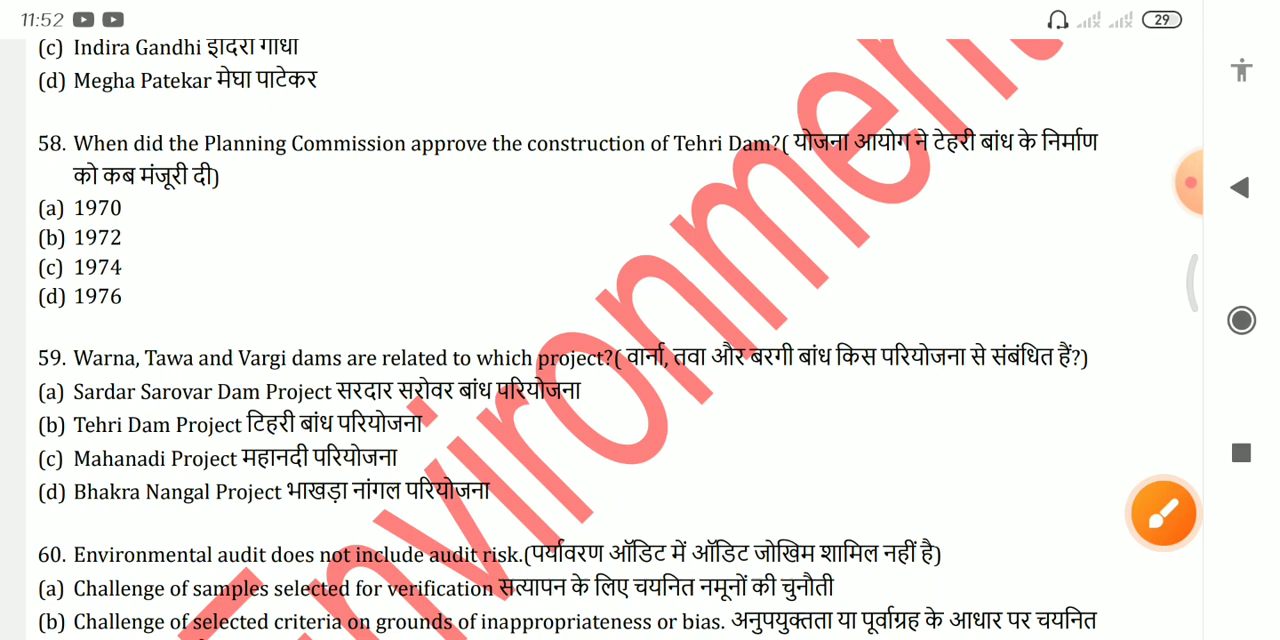 11:52
29
(c) Indira Gandhi इंदिरा गांधी
(d) Megha Patekar मेघा पाटेकर
58. When did the Planning Commission approve the construction of Tehri Dam?( योजना आयोग ने टेहरी बांध के निर्माण
को कब मंजूरी दी)
(a) 1970
(b) 1972
(c) 1974
(d) 1976
59. Warna, Tawa and Vargi dams are related to which project?( वार्ना, तवा और बरगी बांध किस परियोजना से संबंधित हैं?)
(a) Sardar Sarovar Dam Project सरदार सरोवर बांध परियोजना
(b) Tehri Dam Project टिहरी बांध परियोजना
(c) Mahanadi Project महानदी परियोजना
(d) Bhakra Nangal Project भाखड़ा नांगल परियोजना
60. Environmental audit does not include audit risk.(पर्यावरण ऑडिट में ऑडिट जोखिम शामिल नहीं है)
(a) Challenge of samples selected for verification सत्यापन के लिए चयनित नमूनों की चुनौती
(b) Challenge of selected criteria on grounds of inappropriateness or bias. अनुपयुक्तता या पूर्वाग्रह के आधार पर चयनित
Environment